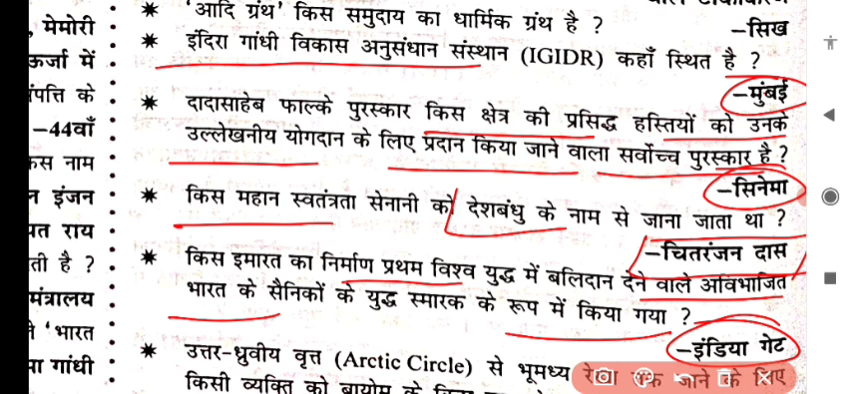 , मेमोरी
ऊर्जा में
ंपत्ति के
–44वाँ
नाम
इंजन
राय
ती है ?
मंत्रालय
'भारत
गांधी
* 'आदि ग्रंथ' किस समुदाय का धार्मिक ग्रंथ है ?
–सिख
* इंदिरा गांधी विकास अनुसंधान संस्थान (IGIDR) कहाँ स्थित है ?
–मुंबई
* दादासाहेब फाल्के पुरस्कार किस क्षेत्र की प्रसिद्ध हस्तियों को उनके
उल्लेखनीय योगदान के लिए प्रदान किया जाने वाला सर्वोच्च पुरस्कार है ?
–सिनेमा
* किस महान स्वतंत्रता सेनानी को देशबंधु के नाम से जाना जाता था ?
–चितरंजन दास
* किस इमारत का निर्माण प्रथम विश्व युद्ध में बलिदान देने वाले अविभाजित
भारत के सैनिकों के युद्ध स्मारक के रूप में किया गया ?
–इंडिया गेट
* उत्तर-ध्रुवीय वृत्त (Arctic Circle) से भूमध्य रेखा तक जाने के लिए
किसी व्यक्ति को बायोम के